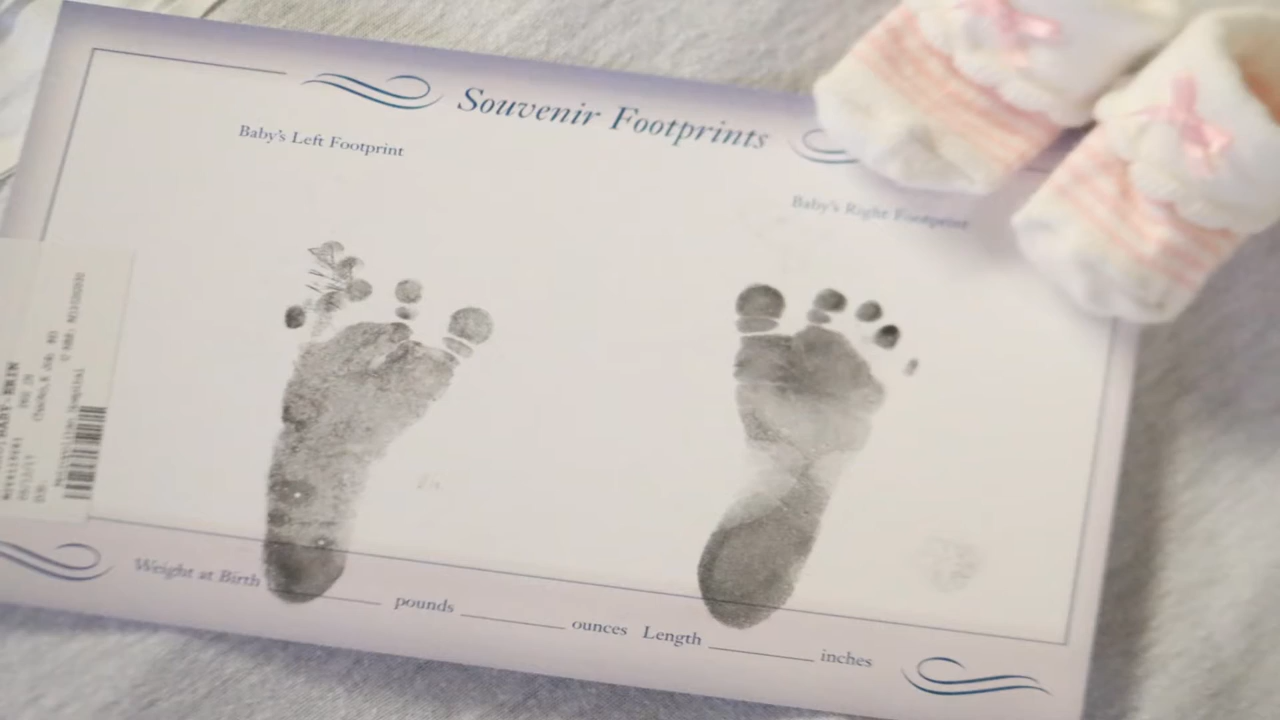 Souvenir Footprints
Baby's Left Footprint
Baby's Right Footprint
Weight at Birth pounds ounces Length inches